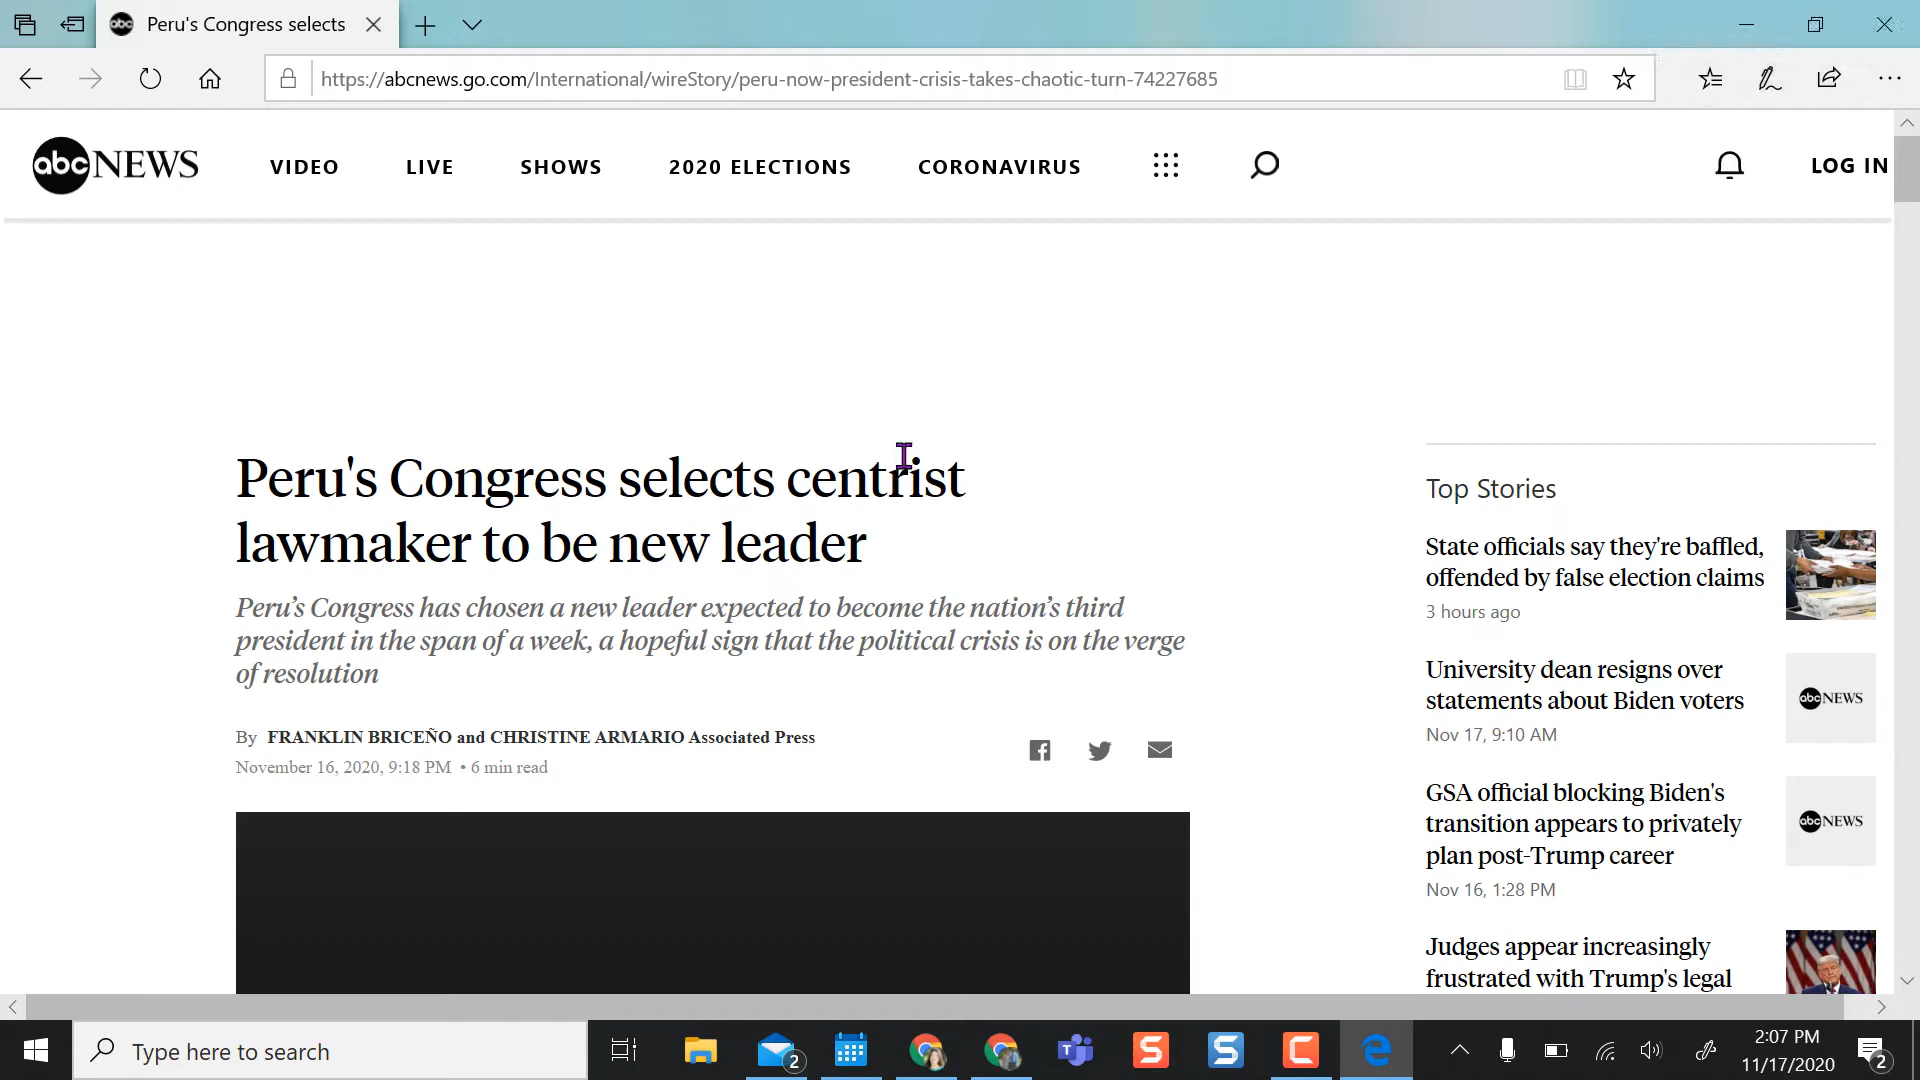 Peru's Congress selects
https://abcnews.go.com/International/wireStory/peru-now-president-crisis-takes-chaotic-turn-74227685
abc NEWS
VIDEO
LIVE
SHOWS
2020 ELECTIONS
CORONAVIRUS
LOG IN
Peru's Congress selects centrist
lawmaker to be new leader
Peru's Congress has chosen a new leader expected to become the nation's third
president in the span of a week, a hopeful sign that the political crisis is on the verge
of resolution
By FRANKLIN BRICEÑO and CHRISTINE ARMARIO Associated Press
November 16, 2020, 9:18 PM • 6 min read
Top Stories
State officials say they're baffled,
offended by false election claims
3 hours ago
University dean resigns over
statements about Biden voters
Nov 17, 9:10 AM
abc NEWS
GSA official blocking Biden's
transition appears to privately
plan post-Trump career
Nov 16, 1:28 PM
abc NEWS
Judges appear increasingly
frustrated with Trump's legal
Type here to search
2
2:07 PM
11/17/2020
2